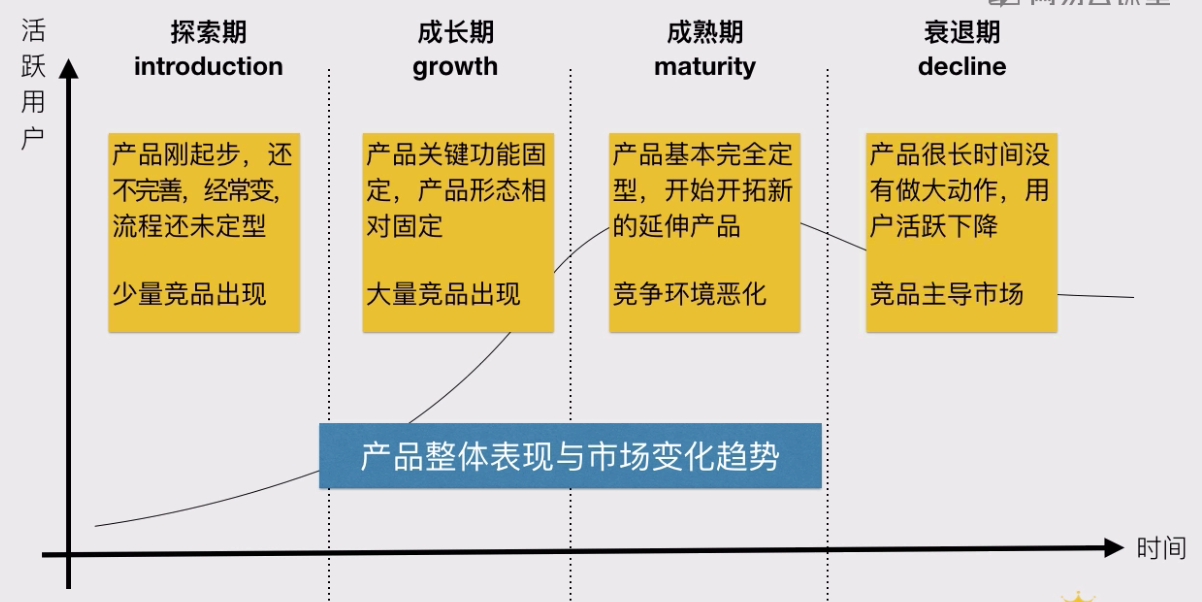 活跃用户
探索期
introduction
成长期
growth
成熟期
maturity
衰退期
decline
产品刚起步，还
不完善，经常变，
流程还未定型
少量竞品出现
产品关键功能固
定，产品形态相
对固定
大量竞品出现
产品基本完全定
型，开始开拓新
的延伸产品
竞争环境恶化
产品很长时间没
有做大动作，用
户活跃下降
竞品主导市场
产品整体表现与市场变化趋势
时间